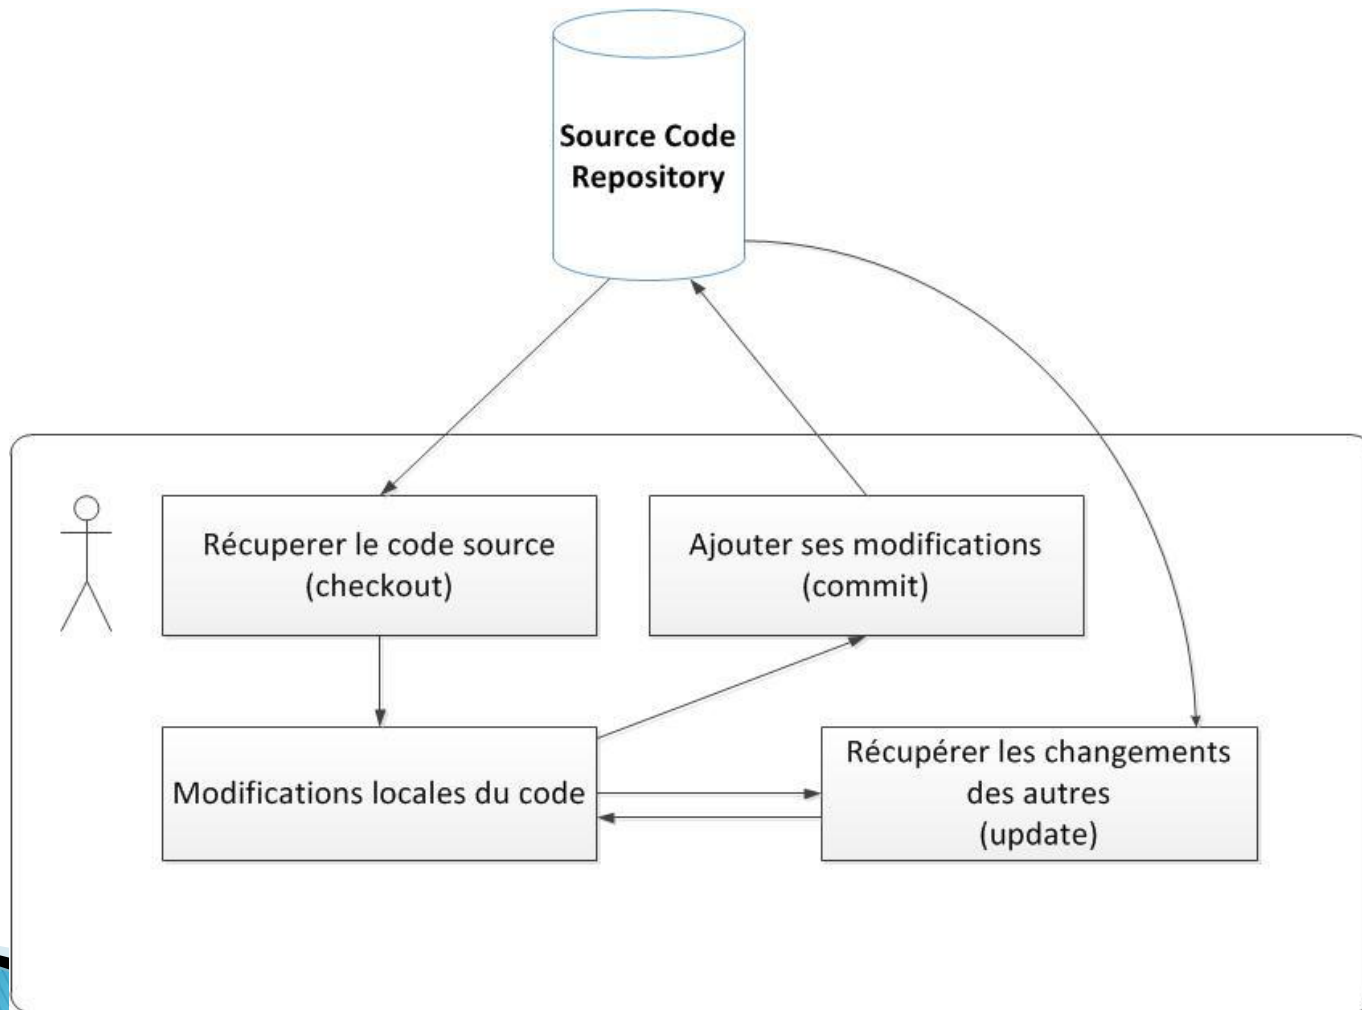 Source Code
Repository
Récuperer le code source
(checkout)
Ajouter ses modifications
(commit)
Modifications locales du code
Récupérer les changements
des autres
(update)